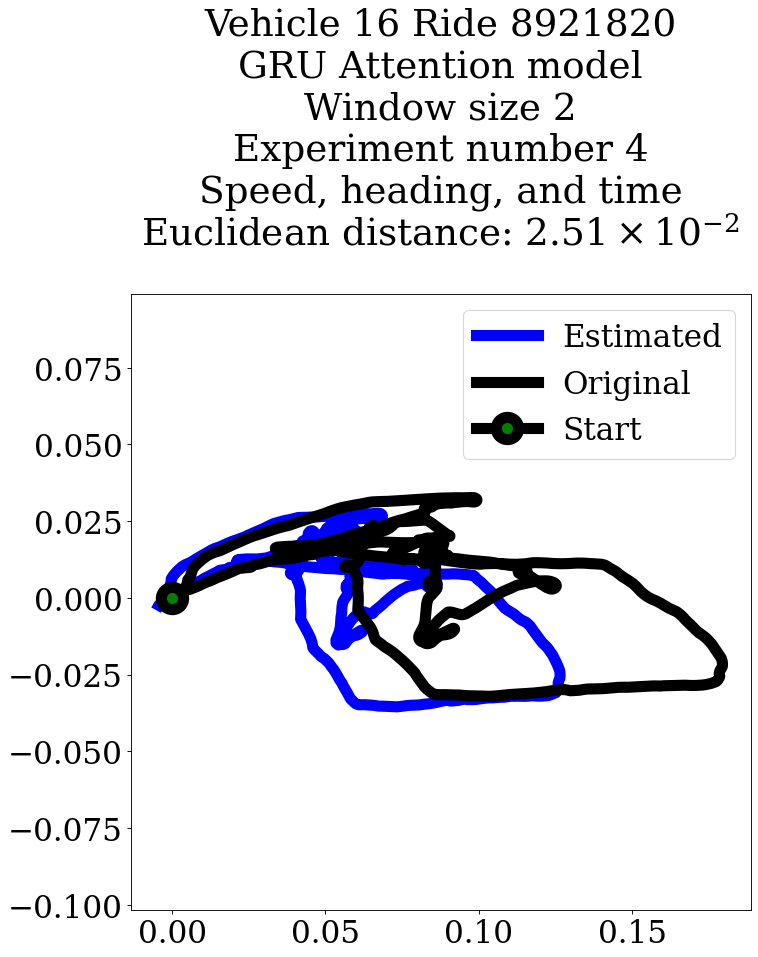 Vehicle 16 Ride 8921820
GRU Attention model
Window size 2
Experiment number 4
Speed, heading, and time
Euclidean distance: 2.51 × 10⁻²
Estimated
Original
Start
0.075
0.050
0.025
0.000
−0.025
−0.050
−0.075
−0.100
0.00 0.05 0.10 0.15